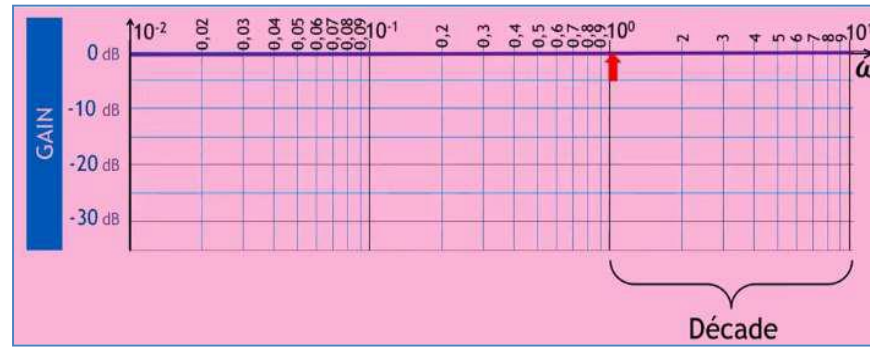 10-2 0,02 0,03 0,04 0,05 0,06 0,07 0,08 0,09 10-1 0,2 0,3 0,4 0,5 0,6 0,7 0,8 0,9 100 2 3 4 5 6 7 8 9
0 dB
ω
-10 dB
GAIN
-20 dB
-30 dB
Décade